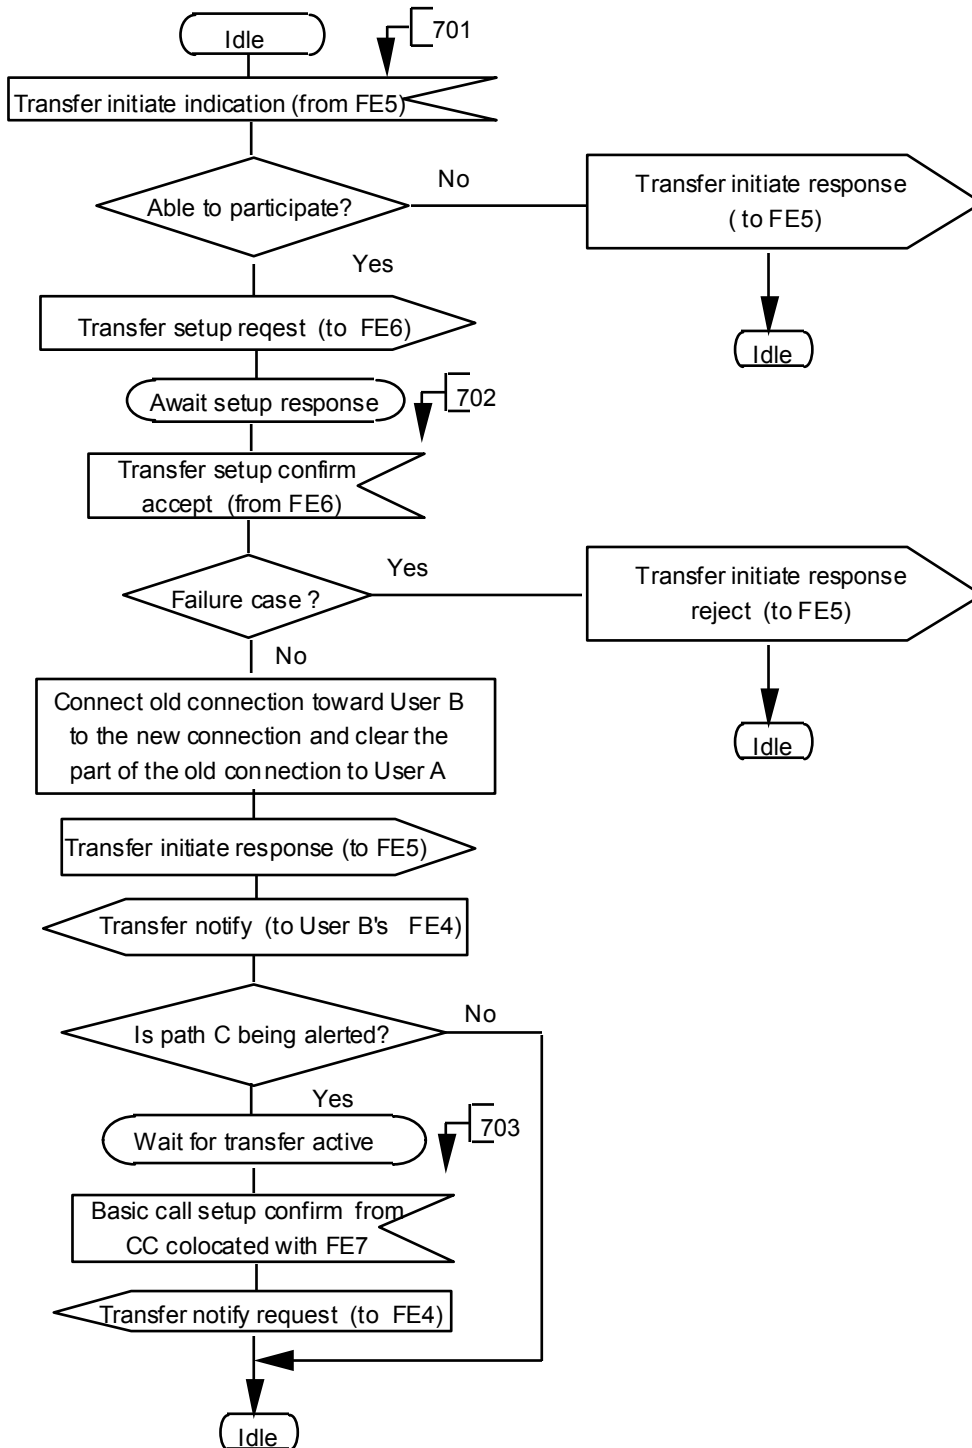 Idle
701
Transfer initiate indication (from FE5)
Able to participate?
No
Transfer initiate response
( to FE5)
Idle
Yes
Transfer setup reqest (to FE6)
Await setup response
702
Transfer setup confirm
accept (from FE6)
Failure case ?
Yes
Transfer initiate response
reject (to FE5)
Idle
No
Connect old connection toward User B
to the new connection and clear the
part of the old connection to User A
Transfer initiate response (to FE5)
Transfer notify (to User B's FE4)
Is path C being alerted?
No
Yes
Wait for transfer active
703
Basic call setup confirm from
CC colocated with FE7
Transfer notify request (to FE4)
Idle